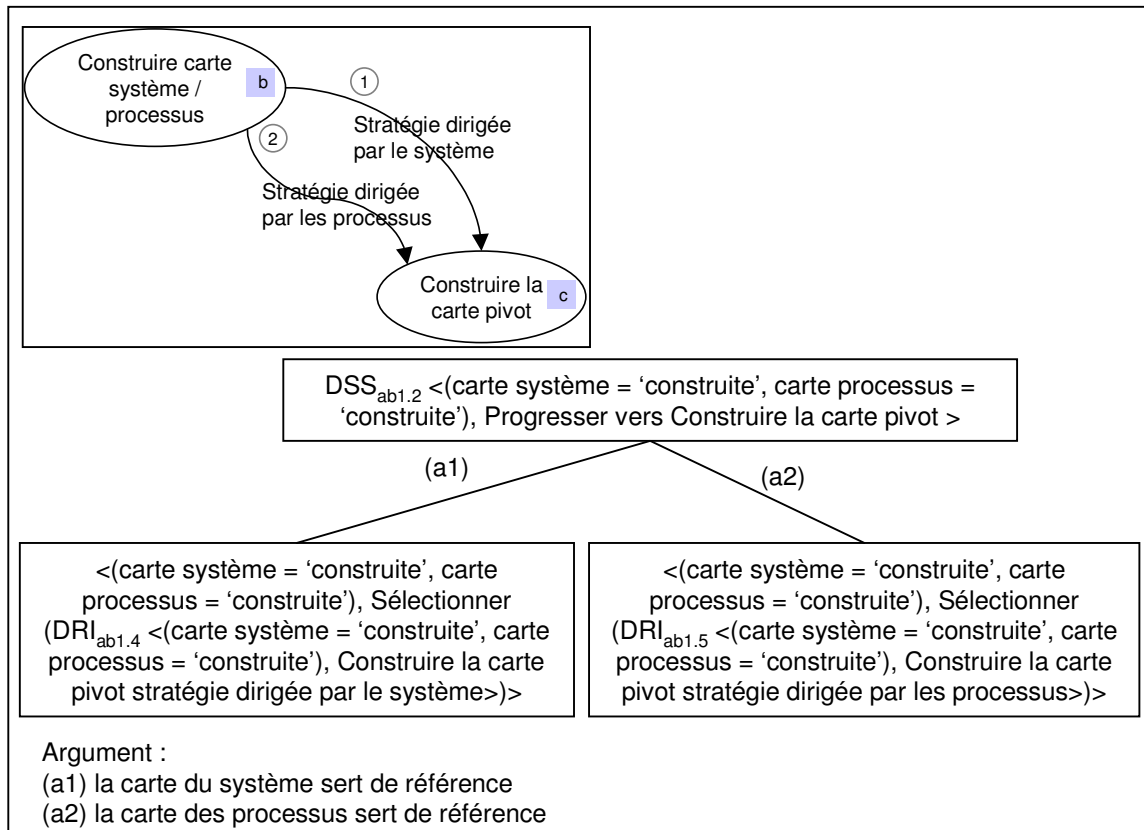 Construire carte
système /
processus
b
1
Stratégie dirigée
par le système
2
Stratégie dirigée
par les processus
Construire la
carte pivot
c
DSSab1.2 <(carte système = ‘construite’, carte processus =
‘construite’), Progresser vers Construire la carte pivot >
(a1)
(a2)
<(carte système = ‘construite’, carte
processus = ‘construite’), Sélectionner
(DRIab1.4 <(carte système = ‘construite’, carte
processus = ‘construite’), Construire la carte
pivot stratégie dirigée par le système>)>
<(carte système = ‘construite’, carte
processus = ‘construite’), Sélectionner
(DRIab1.5 <(carte système = ‘construite’, carte
processus = ‘construite’), Construire la carte
pivot stratégie dirigée par les processus>)>
Argument :
(a1) la carte du système sert de référence
(a2) la carte des processus sert de référence